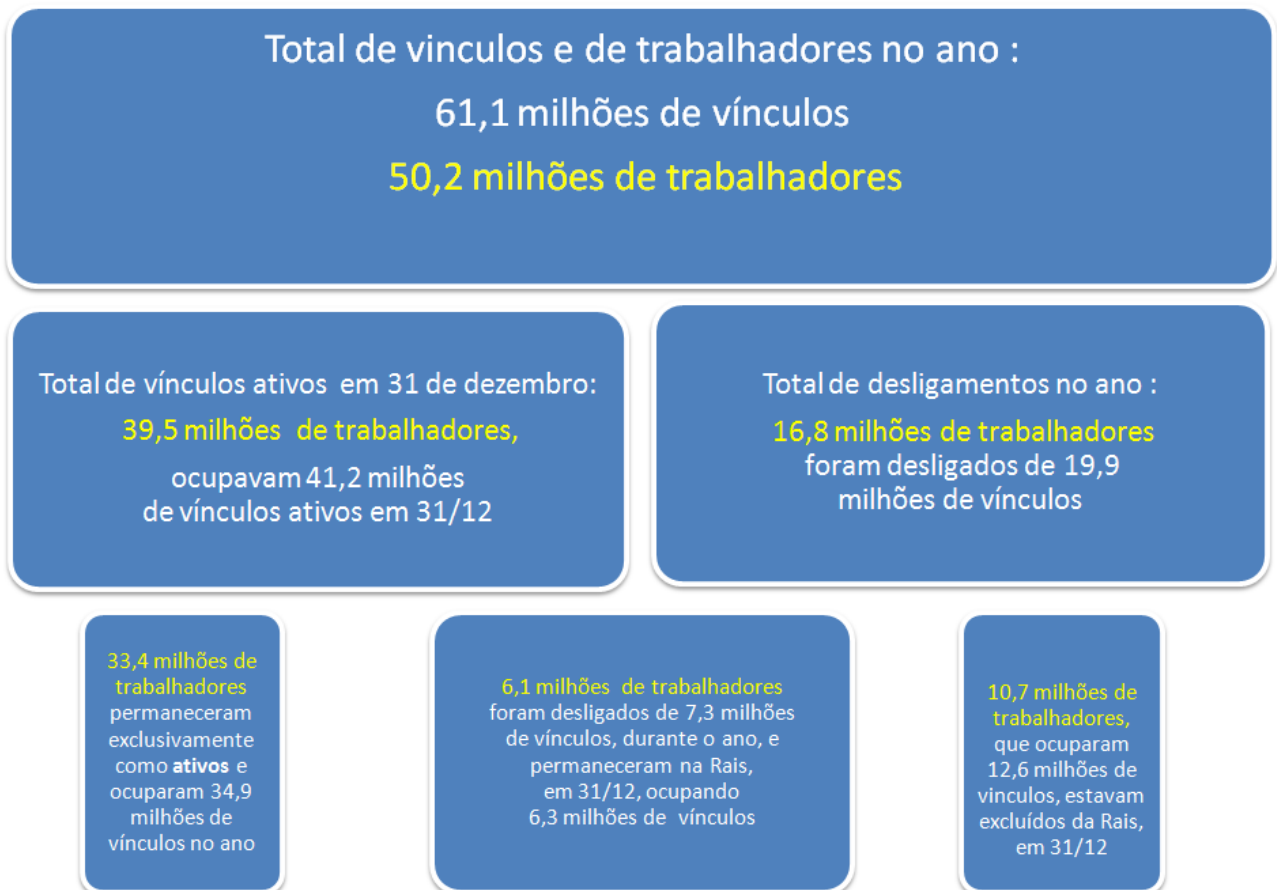 Total de vinculos e de trabalhadores no ano :
61,1 milhões de vínculos
50,2 milhões de trabalhadores
Total de vínculos ativos em 31 de dezembro:
39,5 milhões de trabalhadores,
ocupavam 41,2 milhões
de vínculos ativos em 31/12
Total de desligamentos no ano :
16,8 milhões de trabalhadores
foram desligados de 19,9
milhões de vínculos
33,4 milhões de
trabalhadores
permaneceram
exclusivamente
como ativos e
ocuparam 34,9
milhões de
vínculos no ano
6,1 milhões de trabalhadores
foram desligados de 7,3 milhões
de vínculos, durante o ano, e
permaneceram na Rais,
em 31/12, ocupando
6,3 milhões de vínculos
10,7 milhões de
trabalhadores,
que ocuparam
12,6 milhões de
vinculos, estavam
excluídos da Rais,
em 31/12